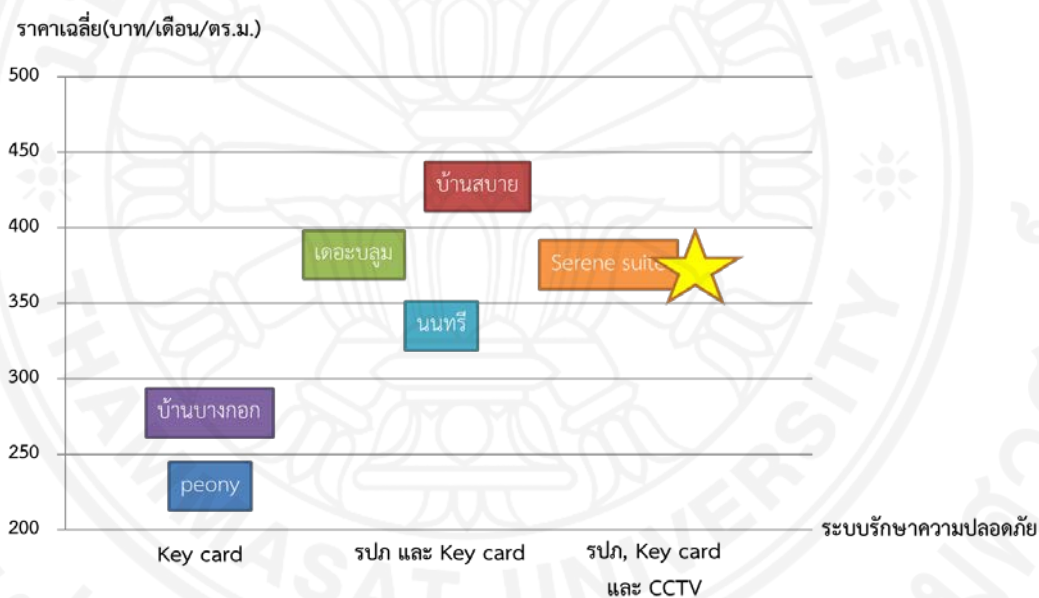 ราคาเฉลี่ย(บาท/เดือน/ตร.ม.)
500
450
บ้านสบาย
400
เดอะบลูม
Serene suite
350
นนทรี
300
บ้านบางกอก
250
peony
200
ระบบรักษาความปลอดภัย
Key card
รปภ และ Key card
รปภ, Key card
และ CCTV
THAMMASAT UNIVERSITY